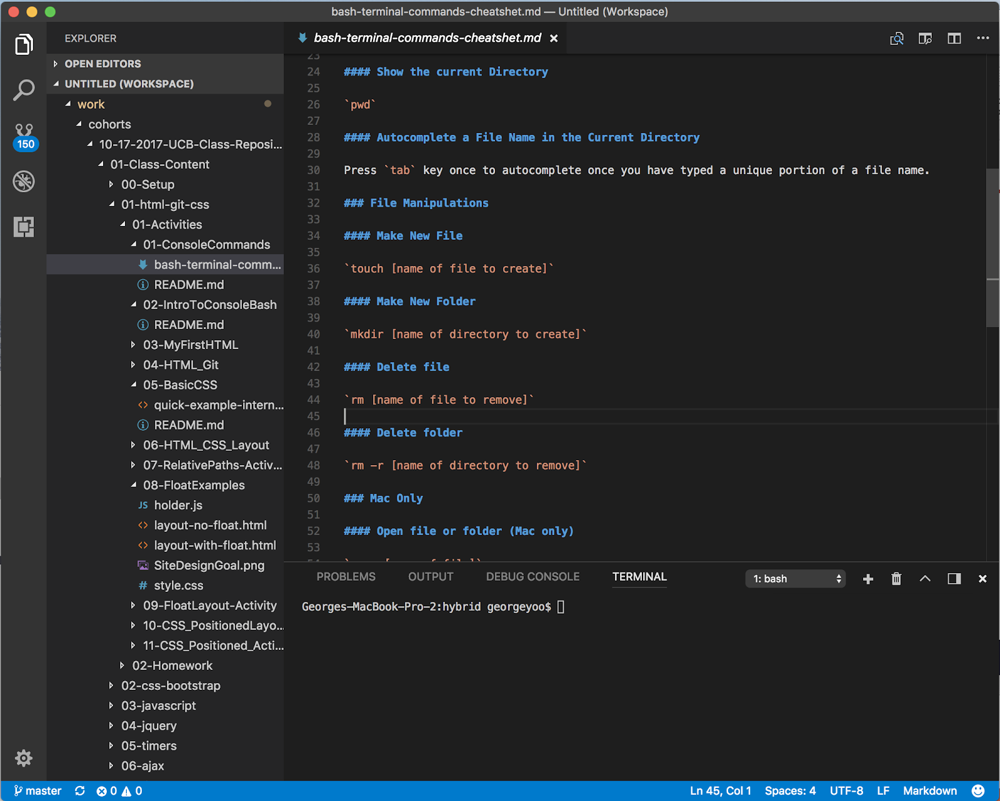 bash-terminal-commands-cheatshet.md — Untitled (Workspace)
EXPLORER
OPEN EDITORS
UNTITLED (WORKSPACE)
work
cohorts
10-17-2017-UCB-Class-Reposi...
01-Class-Content
00-Setup
01-html-git-css
01-Activities
01-ConsoleCommands
bash-terminal-comm...
README.md
02-IntroToConsoleBash
README.md
03-MyFirstHTML
04-HTML_Git
05-BasicCSS
quick-example-intern...
README.md
06-HTML_CSS_Layout
07-RelativePaths-Activ...
08-FloatExamples
JS holder.js
<> layout-no-float.html
<> layout-with-float.html
SiteDesignGoal.png
# style.css
09-FloatLayout-Activity
10-CSS_PositionedLayo...
11-CSS_Positioned_Acti...
02-Homework
02-css-bootstrap
03-javascript
04-jquery
05-timers
06-ajax
150
bash-terminal-commands-cheatshet.md ×
23
24 #### Show the current Directory
25
26 `pwd`
27
28 #### Autocomplete a File Name in the Current Directory
29
30 Press `tab` key once to autocomplete once you have typed a unique portion of a file name.
31
32 ### File Manipulations
33
34 #### Make New File
35
36 `touch [name of file to create]`
37
38 #### Make New Folder
39
40 `mkdir [name of directory to create]`
41
42 #### Delete file
43
44 `rm [name of file to remove]`
45
46 #### Delete folder
47
48 `rm -r [name of directory to remove]`
49
50 ### Mac Only
51
52 #### Open file or folder (Mac only)
53
PROBLEMS OUTPUT DEBUG CONSOLE TERMINAL 1: bash
Georges-MacBook-Pro-2:hybrid georgeyoo$
master 0 0 Ln 45, Col 1 Spaces: 4 UTF-8 LF Markdown